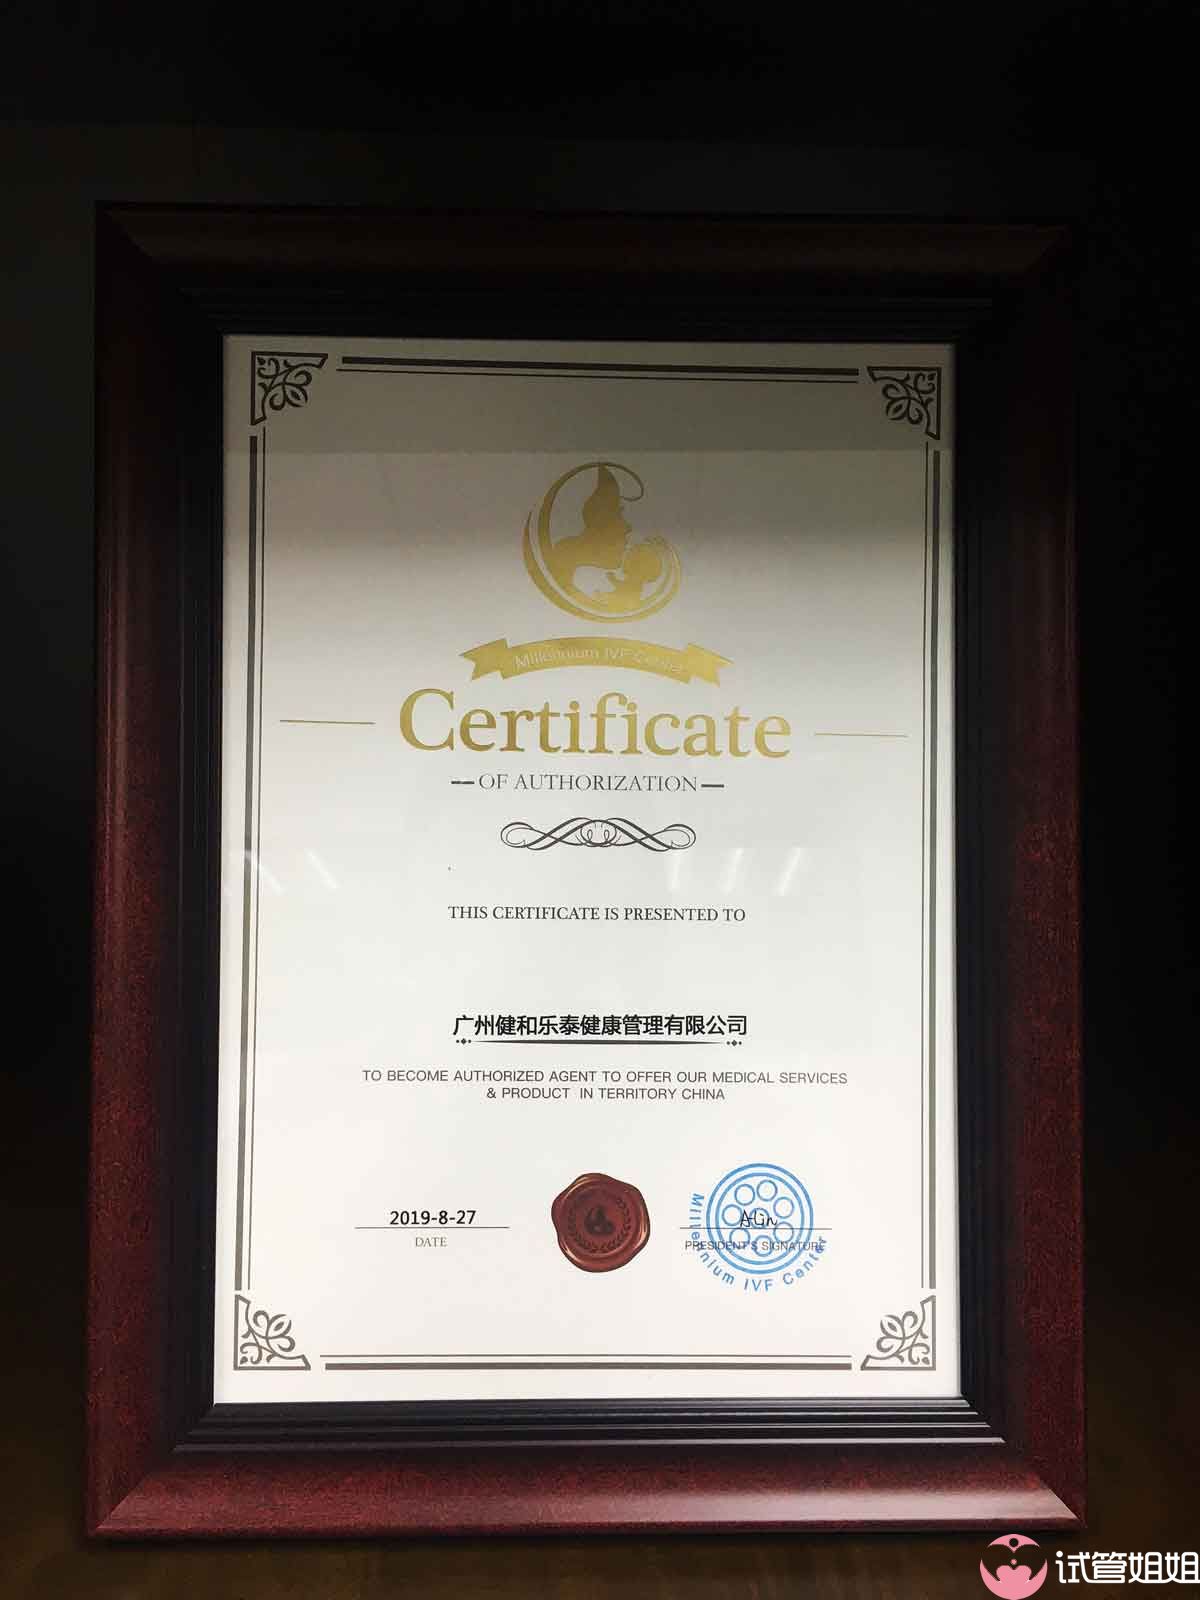 Millennium IVF Center
Certificate
OF AUTHORIZATION
THIS CERTIFICATE IS PRESENTED TO
广州健和乐泰健康管理有限公司
TO BECOME AUTHORIZED AGENT TO OFFER OUR MEDICAL SERVICES
& PRODUCT IN TERRITORY CHINA
2019-8-27
DATE
Alin
PRESIDENT'S SIGNATURE
Millennium IVF Center
试管姐姐